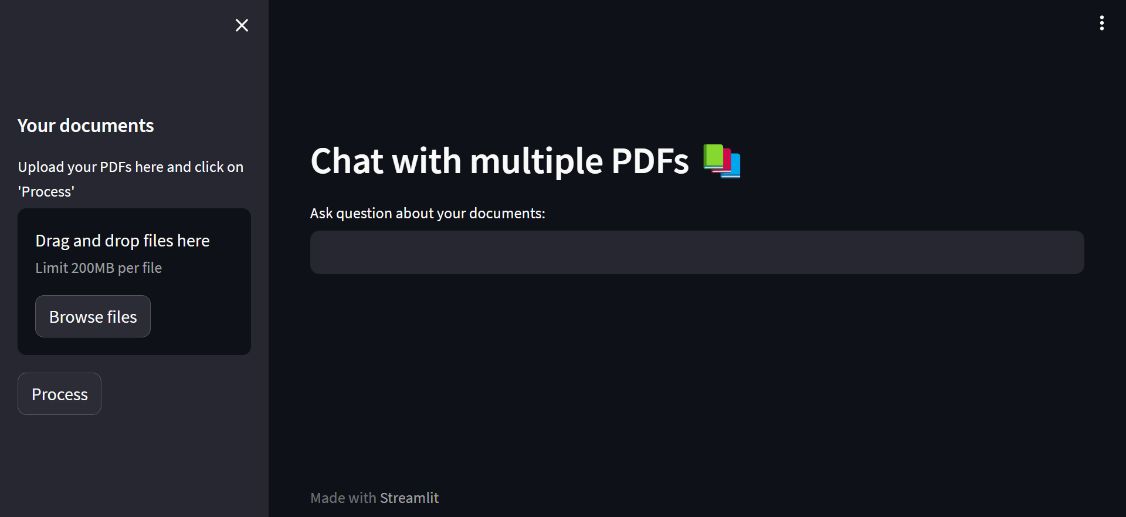 Your documents
Upload your PDFs here and click on
'Process'
Drag and drop files here
Limit 200MB per file
Browse files
Process
Chat with multiple PDFs
Ask question about your documents:
Made with Streamlit